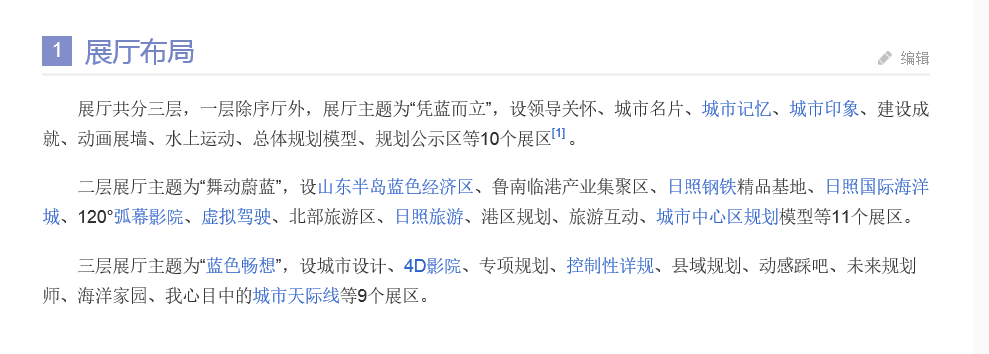 1 展厅布局
编辑
展厅共分三层，一层除序厅外，展厅主题为“凭蓝而立”，设领导关怀、城市名片、城市记忆、城市印象、建设成
就、动画展墙、水上运动、总体规划模型、规划公示区等10个展区[1]。
二层展厅主题为“舞动蔚蓝”，设山东半岛蓝色经济区、鲁南临港产业集聚区、日照钢铁精品基地、日照国际海洋
城、120°弧幕影院、虚拟驾驶、北部旅游区、日照旅游、港区规划、旅游互动、城市中心区规划模型等11个展区。
三层展厅主题为“蓝色畅想”，设城市设计、4D影院、专项规划、控制性详规、县域规划、动感踩吧、未来规划
师、海洋家园、我心目中的城市天际线等9个展区。